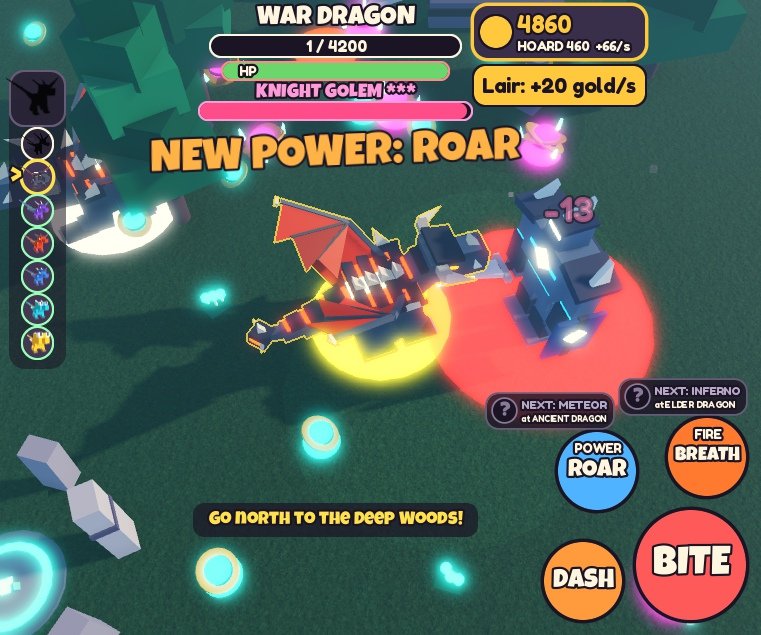 WAR DRAGON
1 / 4200
HP
KNIGHT GOLEM ***
4860
HOARD 460 +66/s
Lair: +20 gold/s
NEW POWER: ROAR
-13
>
NEXT: METEOR
at ANCIENT DRAGON
NEXT: INFERNO
at ELDER DRAGON
?
?
POWER
ROAR
FIRE
BREATH
Go north to the Deep Woods!
DASH
BITE